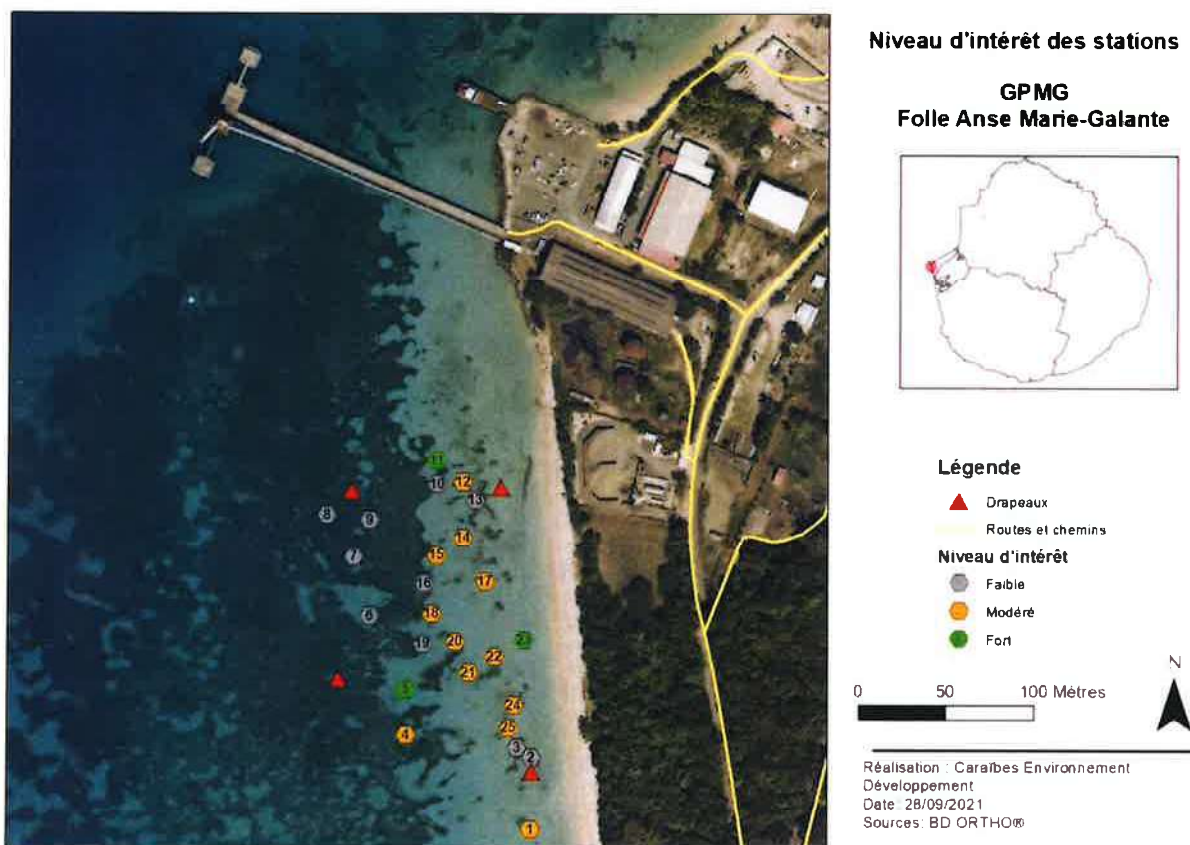 Niveau d'intérêt des stations
GPMG
Folle Anse Marie-Galante
Légende
Drapeaux
Routes et chemins
Niveau d'intérêt
Faible
Modéré
Fort
N
0 50 100 Mètres
Réalisation : Caraïbes Environnement
Développement
Date: 28/09/2021
Sources: BD ORTHO®
11
10
12
13
8
9
14
7
15
16
17
6
18
19
20
22
21
5
24
4
25
3
2
1